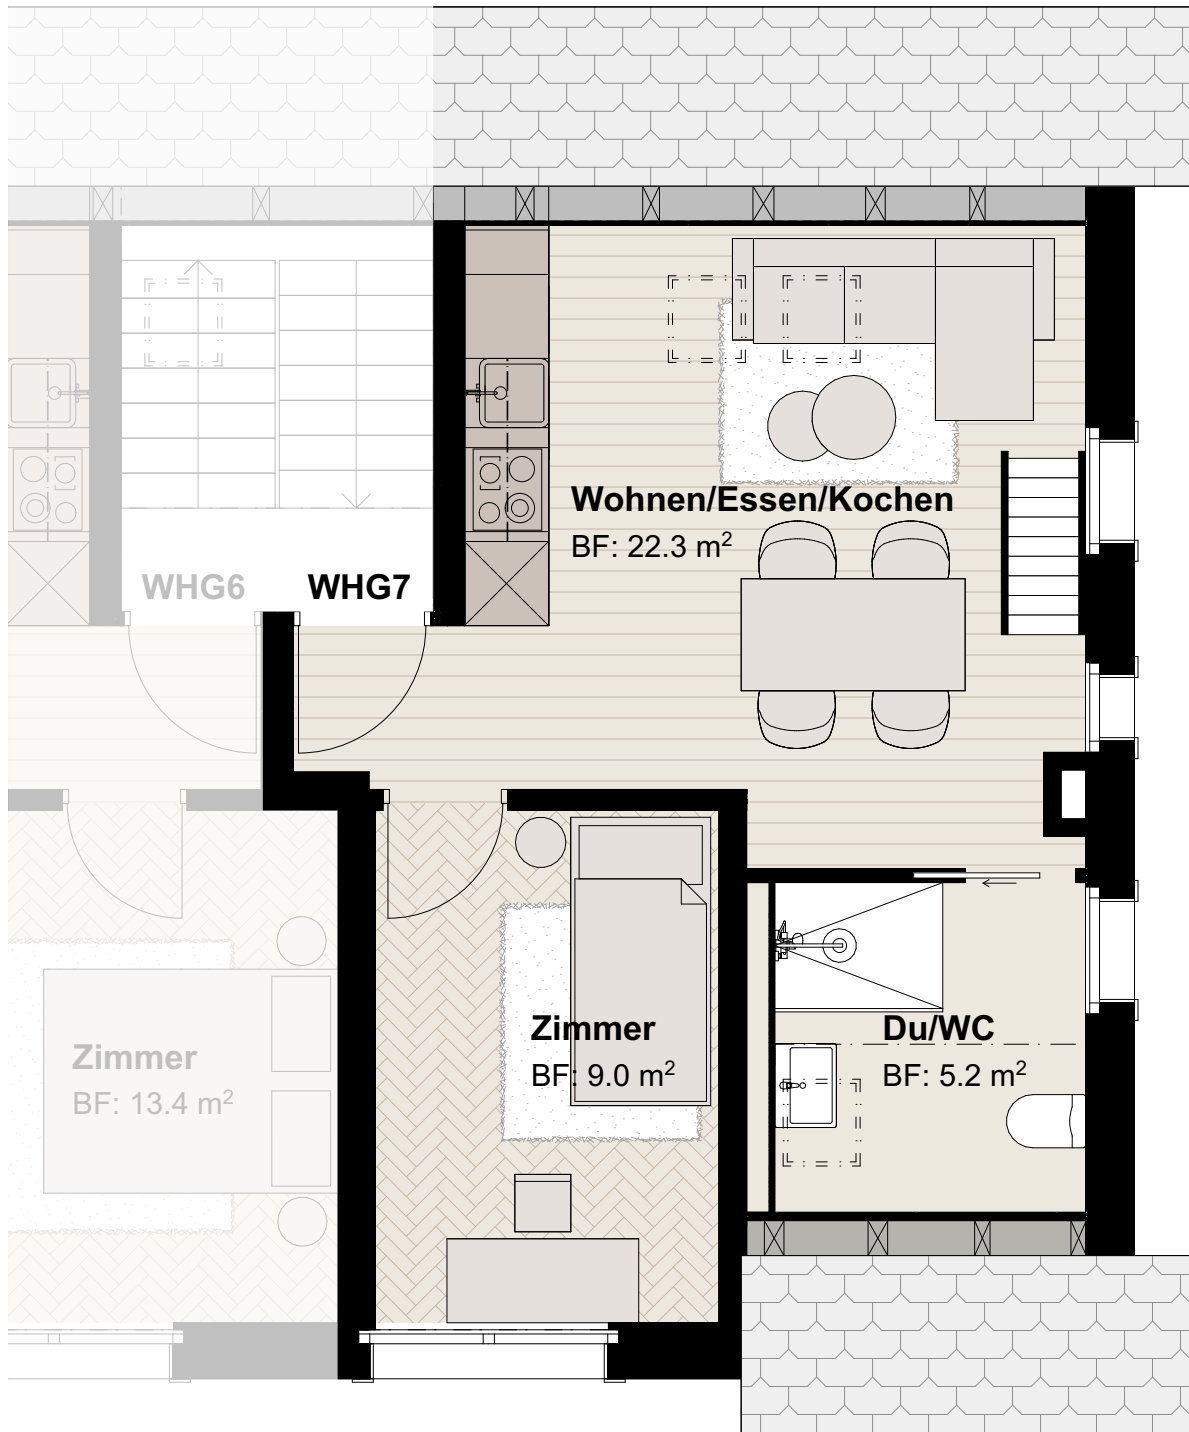 Wohnen/Essen/Kochen
BF: 22.3 m²
WHG6
WHG7
Zimmer
BF: 13.4 m²
Zimmer
BF: 9.0 m²
Du/WC
BF: 5.2 m²